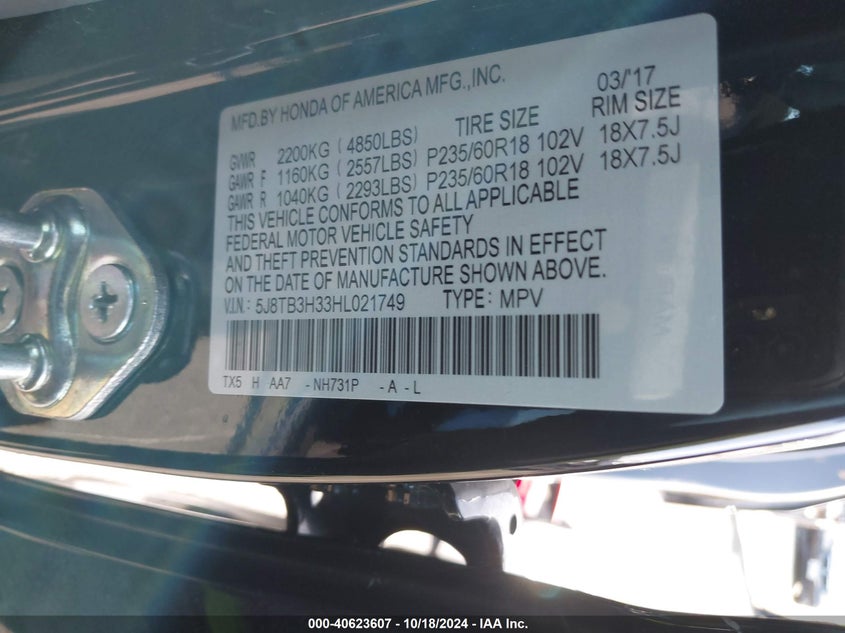 MFD.BY HONDA OF AMERICA MFG.,INC. 03/'17
TIRE SIZE RIM SIZE
GVWR 2200KG ( 4850LBS)
GAWR F 1160KG ( 2557LBS) P235/60R18 102V 18X7.5J
GAWR R 1040KG ( 2293LBS) P235/60R18 102V 18X7.5J
THIS VEHICLE CONFORMS TO ALL APPLICABLE
FEDERAL MOTOR VEHICLE SAFETY
AND THEFT PREVENTION STANDARDS IN EFFECT
ON THE DATE OF MANUFACTURE SHOWN ABOVE.
V.I.N.: 5J8TB3H33HL021749 TYPE: MPV
TX5 H AA7 - NH731P - A - L
000-40623607 - 10/18/2024 - IAA Inc.